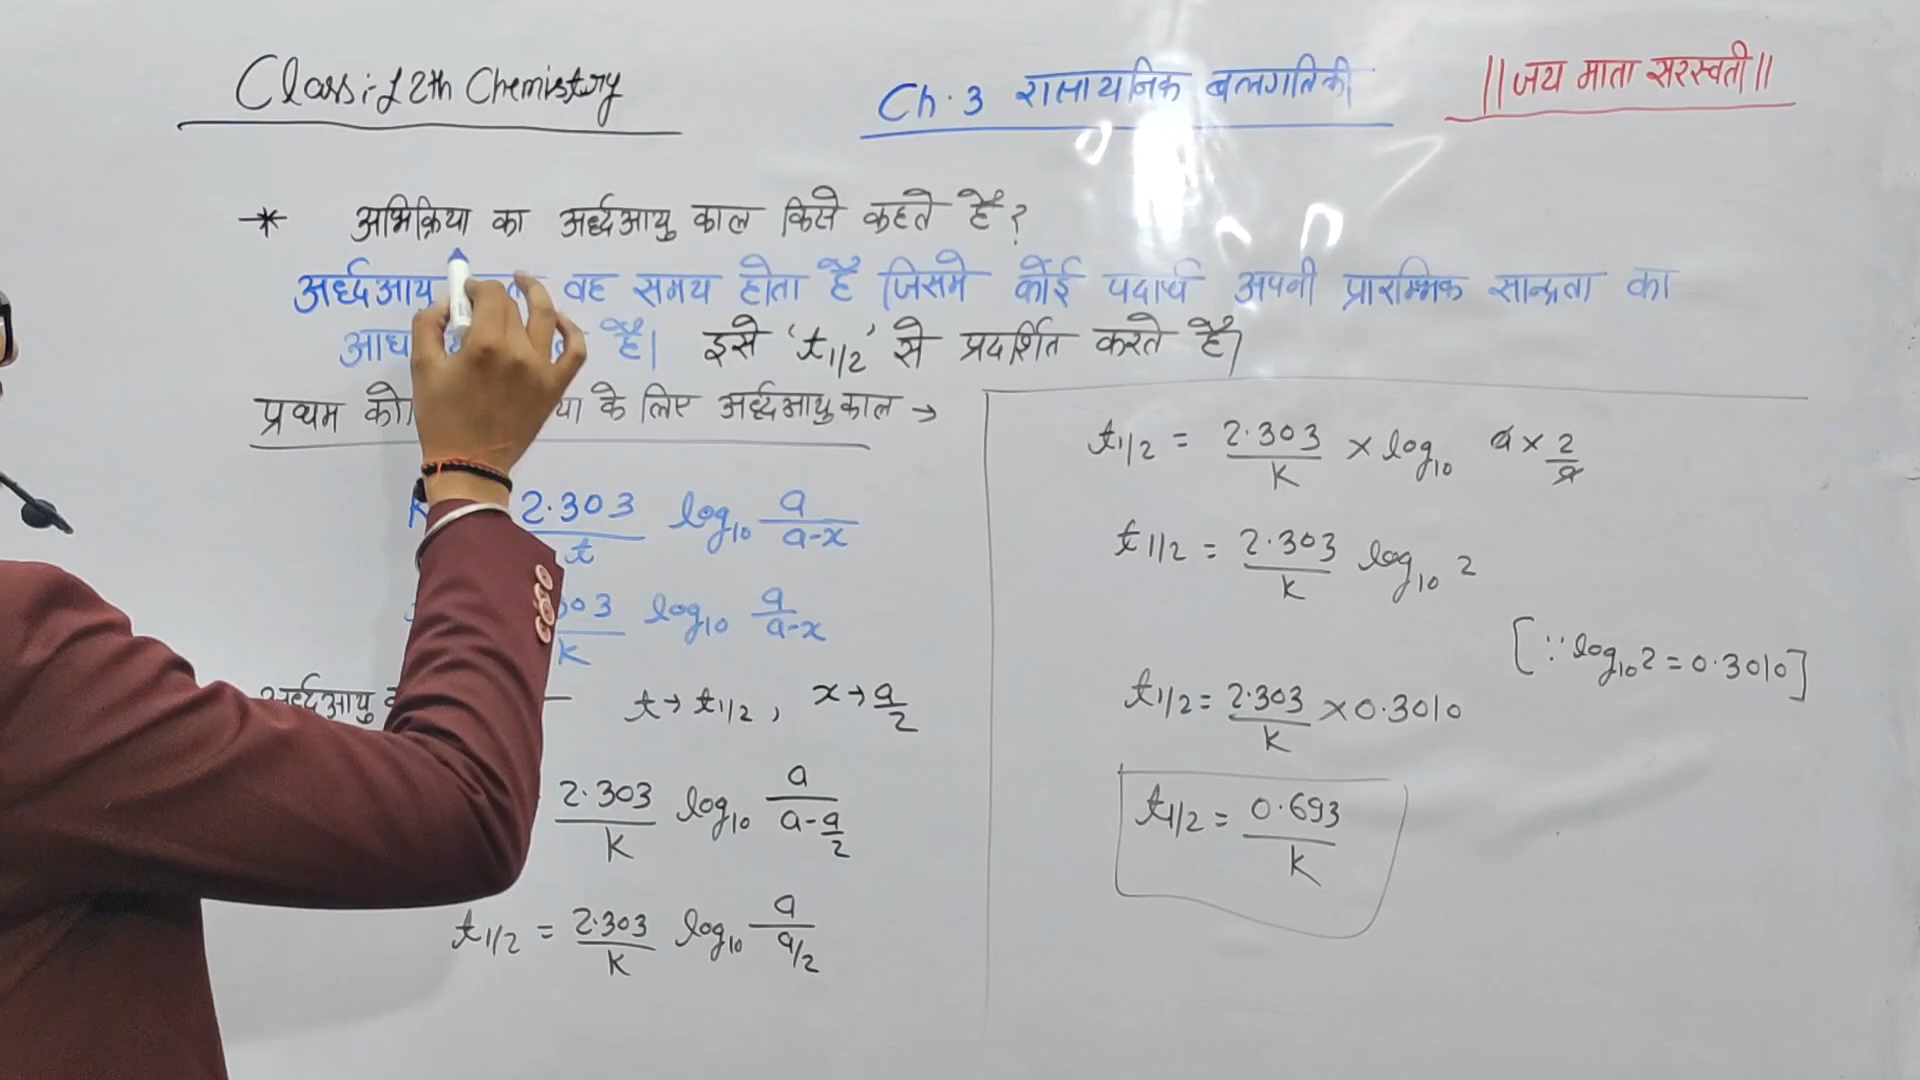 Class:- 12th Chemistry
Ch.3 रासायनिक बलगतिकी
||जय माता सरस्वती||
* अभिक्रिया का अर्द्धआयु काल किसे कहते हैं?
अर्द्धआयु वह समय होता है जिसमे कोई पदार्थ अपनी प्रारम्भिक सान्द्रता का
आधा है। इसे 't1/2' से प्रदर्शित करते है।
प्रथम को के लिए अर्द्धआयुकाल →
K 2.303/t log10 a/(a-x)
/K log10 a/(a-x)
अर्द्धआयु t → t1/2, x → a/2
2.303/K log10 a/(a-a/2)
t1/2 = 2.303/K log10 a/(a/2)
t1/2 = 2.303/K × log10 a × 2/a
t1/2 = 2.303/K log10 2
[∵ log10 2 = 0.3010]
t1/2 = 2.303/K × 0.3010
t1/2 = 0.693/K